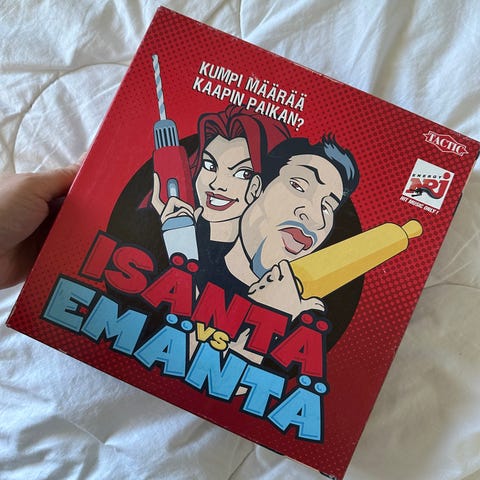 KUMPI MÄÄRÄÄ
KAAPIN PAIKAN?
TACTIC
ENERGY
NRJ
HIT MUSIC ONLY!
ISÄNTÄ
VS
EMÄNTÄ